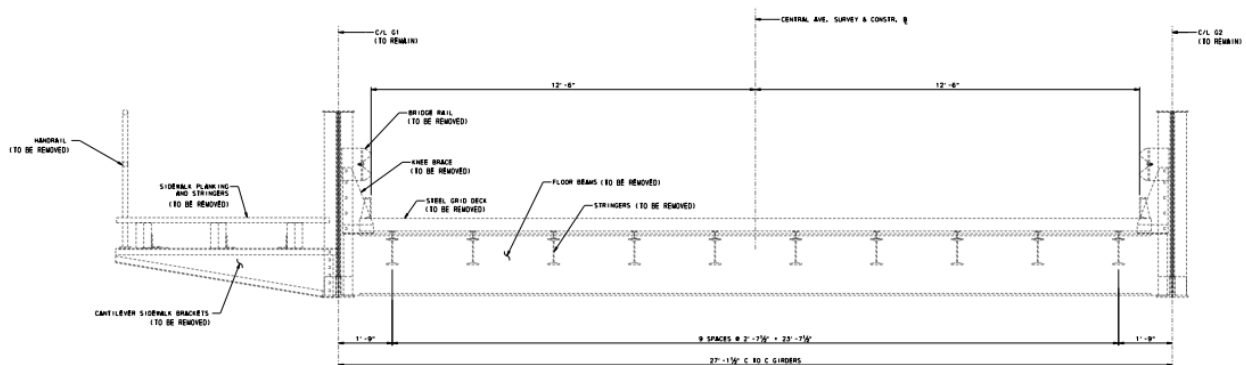 CENTRAL AVE. SURVEY & CONSTR. ℄
C/L G1
(TO REMAIN)
C/L G2
(TO REMAIN)
12'-6"
12'-6"
BRIDGE RAIL
(TO BE REMOVED)
HANDRAIL
(TO BE REMOVED)
KNEE BRACE
(TO BE REMOVED)
SIDEWALK PLANKING
AND STRINGERS
(TO BE REMOVED)
FLOOR BEAMS (TO BE REMOVED)
STEEL GRID DECK
(TO BE REMOVED)
STRINGERS (TO BE REMOVED)
CANTILEVER SIDEWALK BRACKETS
(TO BE REMOVED)
1'-9"
9 SPACES @ 2'-7½" = 23'-7½"
1'-9"
27'-1½" C TO C GIRDERS